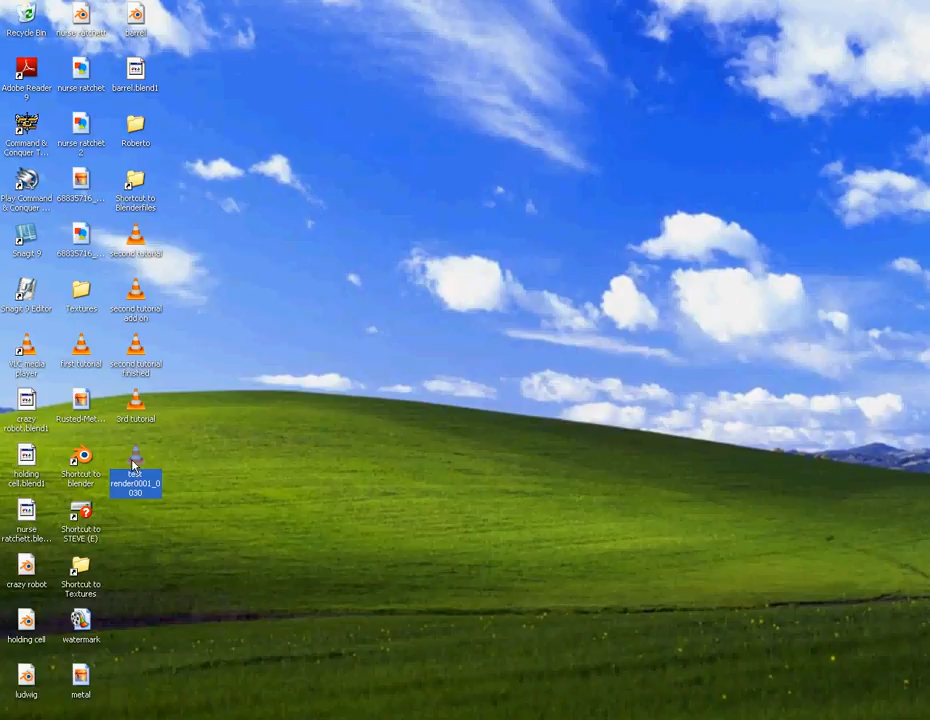 Recycle Bin
nurse ratchett
barrel
Adobe Reader
9
nurse ratchet
barrel.blend1
Command &
Conquer T...
nurse ratchet
2
Roberto
Play Command
& Conquer ...
68835716_...
Shortcut to
Blenderfiles
Snagit 9
68835716_...
second tutorial
Snagit 9 Editor
Textures
second tutorial
add on
VLC media
player
first tutorial
second tutorial
finished
crazy
robot.blend1
Rusted-Met...
3rd tutorial
holding
cell.blend1
Shortcut to
blender
test
render0001_0
030
nurse
ratchett.ble...
Shortcut to
STEVE (E)
crazy robot
Shortcut to
Textures
holding cell
watermark
ludwig
metal